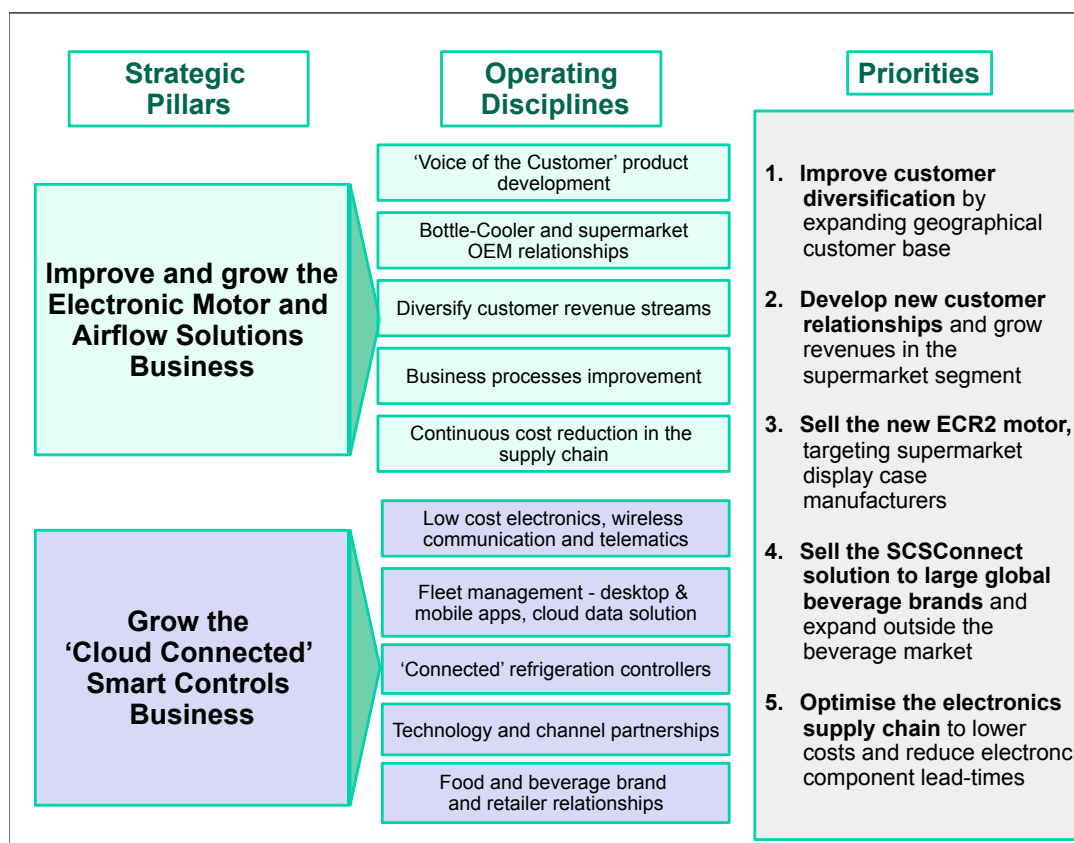 Strategic
Pillars
Operating
Disciplines
Priorities
Improve and grow the
Electronic Motor and
Airflow Solutions
Business
‘Voice of the Customer’ product
development
Bottle-Cooler and supermarket
OEM relationships
Diversify customer revenue streams
Business processes improvement
Continuous cost reduction in the
supply chain
Grow the
‘Cloud Connected’
Smart Controls
Business
Low cost electronics, wireless
communication and telematics
Fleet management - desktop &
mobile apps, cloud data solution
‘Connected’ refrigeration controllers
Technology and channel partnerships
Food and beverage brand
and retailer relationships
1. Improve customer
diversification by
expanding geographical
customer base
2. Develop new customer
relationships and grow
revenues in the
supermarket segment
3. Sell the new ECR2 motor,
targeting supermarket
display case
manufacturers
4. Sell the SCSConnect
solution to large global
beverage brands and
expand outside the
beverage market
5. Optimise the electronics
supply chain to lower
costs and reduce electronc
component lead-times